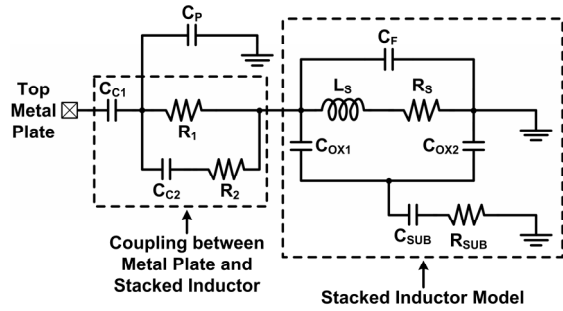 C_P
C_F
Top
Metal
Plate
C_C1
R_1
C_C2
R_2
L_S
R_S
C_OX1
C_OX2
C_SUB
R_SUB
Coupling between
Metal Plate and
Stacked Inductor
Stacked Inductor Model